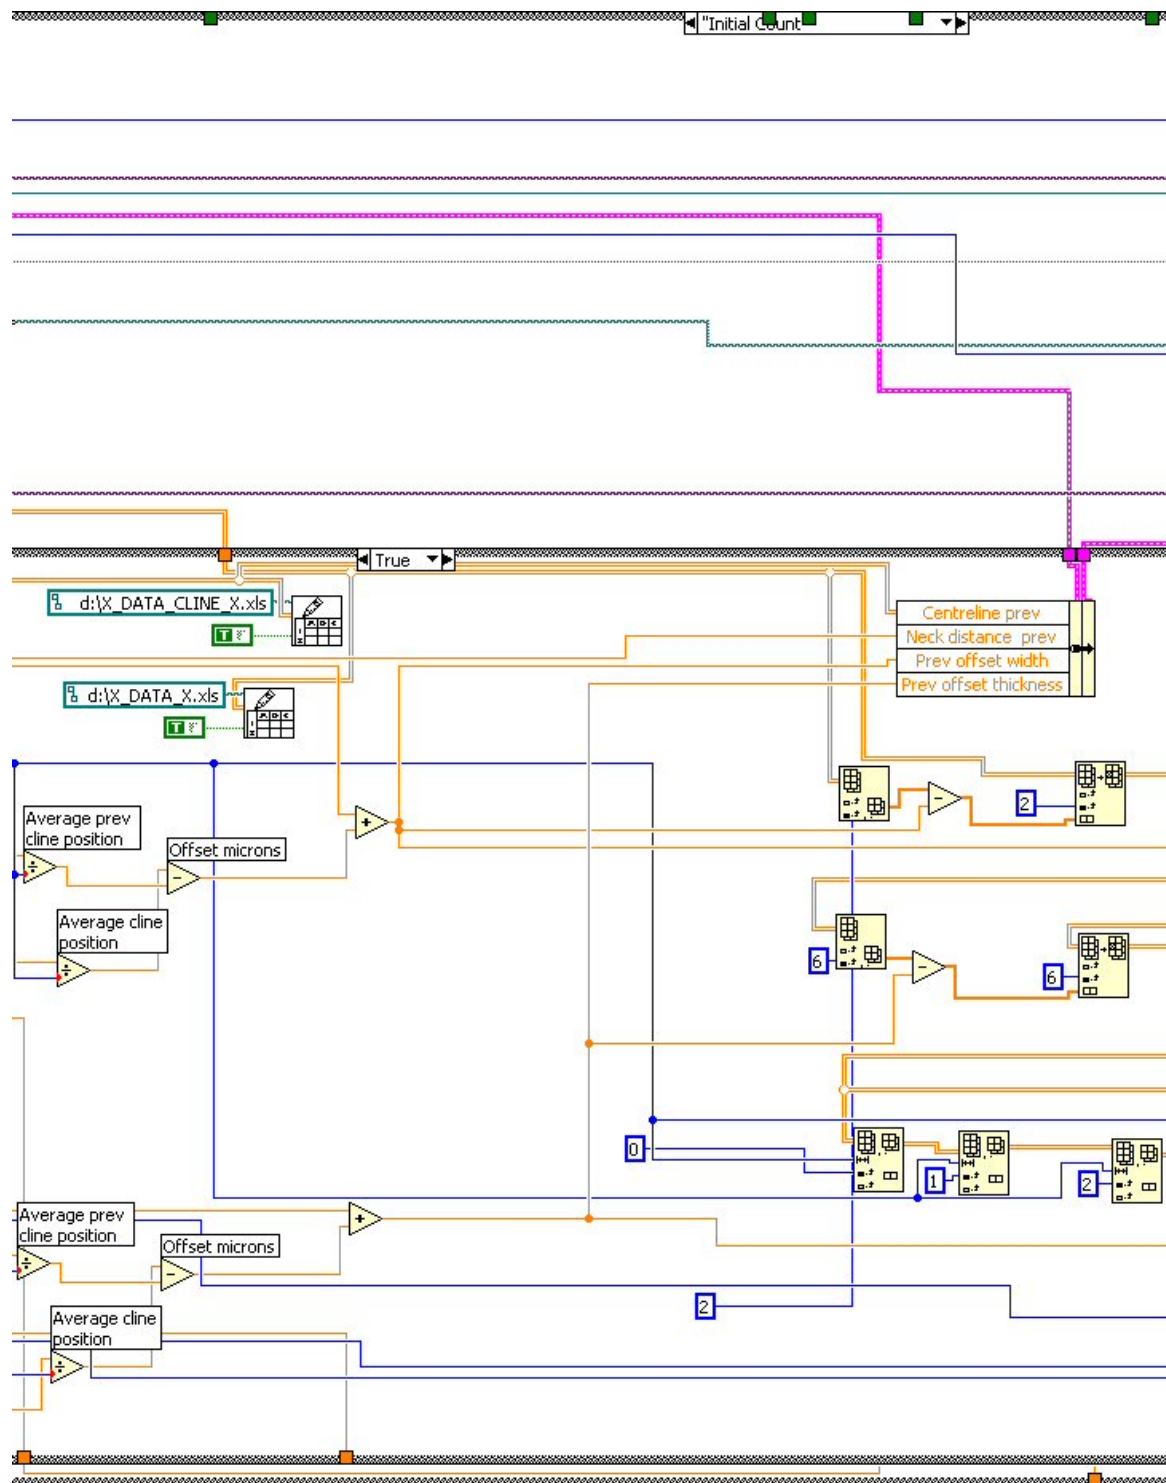 "Initial Count
True
d:\X_DATA_CLINE_X.xls
T
Centreline prev
Neck distance prev
Prev offset width
Prev offset thickness
d:\X_DATA_X.xls
T
2
Average prev
cline position
Offset microns
Average cline
position
6
6
0
1
2
Average prev
cline position
Offset microns
2
Average cline
position